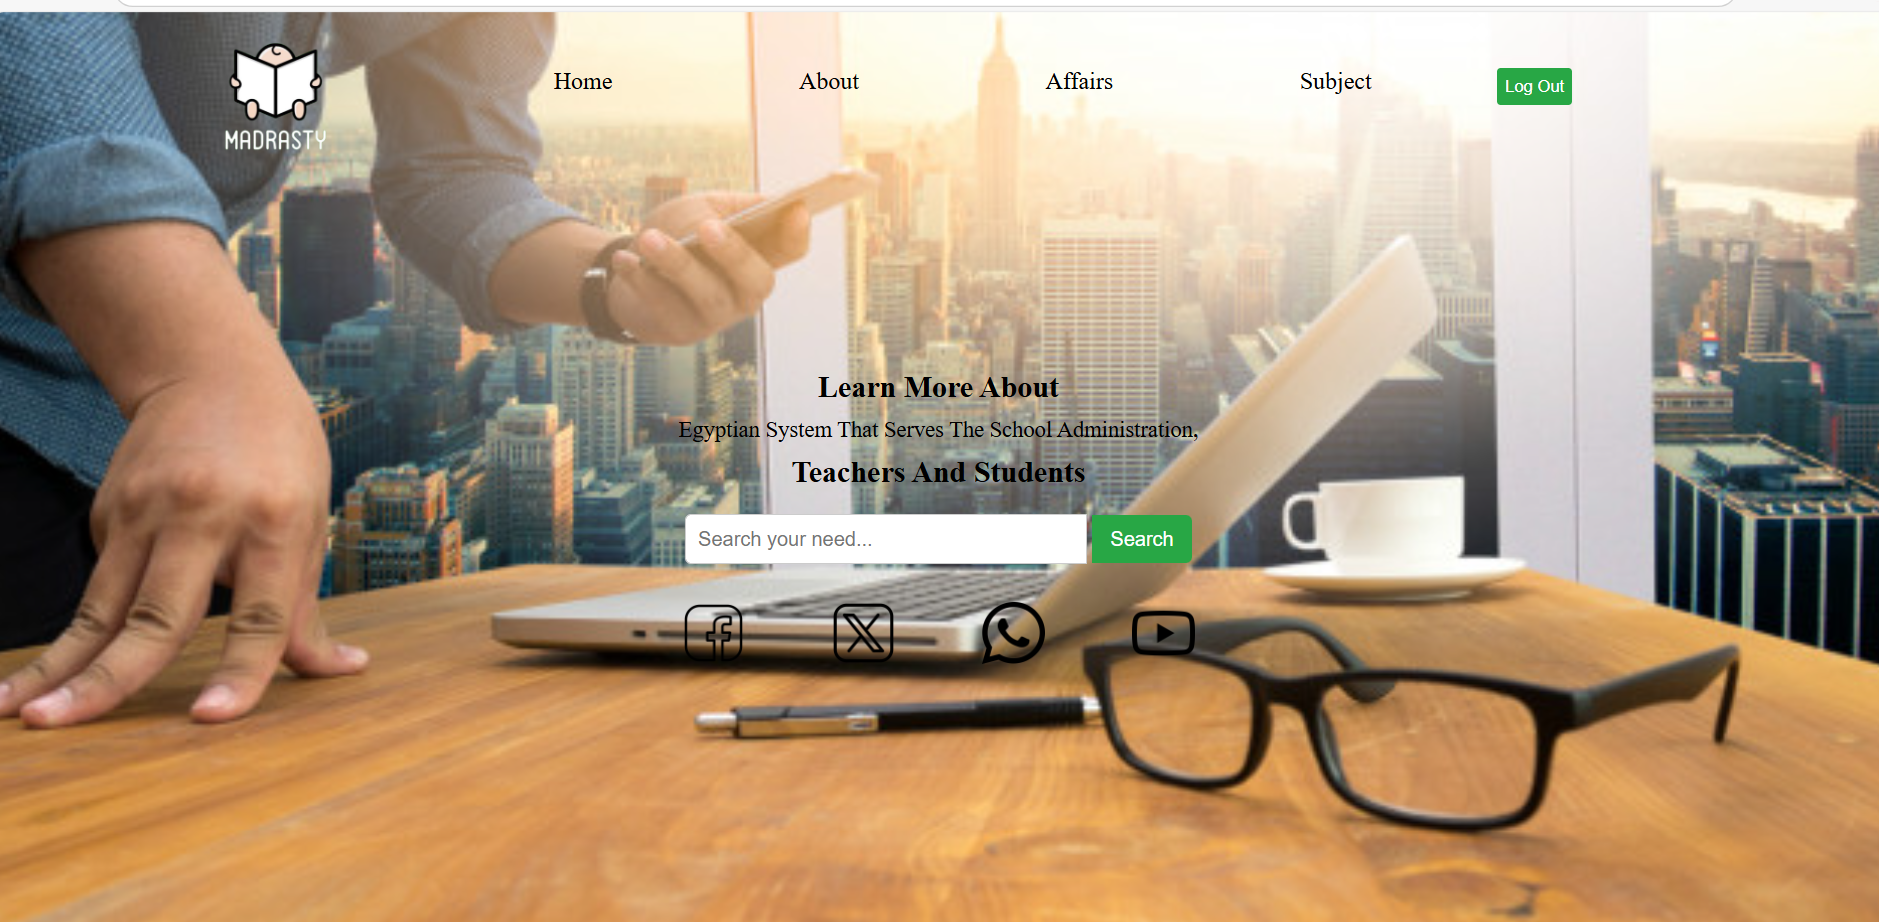 MADRASTY
Home
About
Affairs
Subject
Log Out
Learn More About
Egyptian System That Serves The School Administration,
Teachers And Students
Search your need...
Search